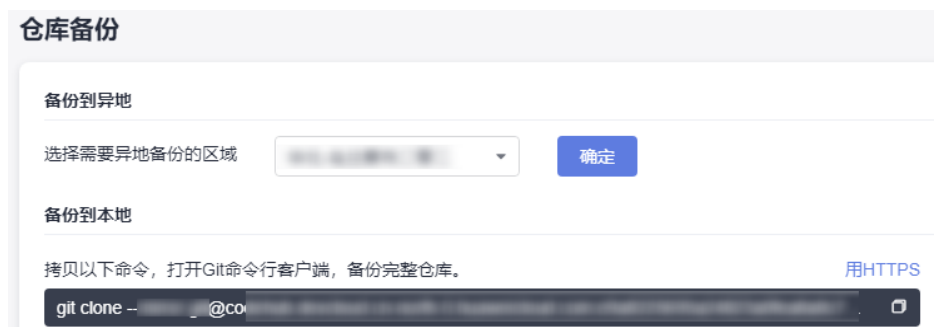 仓库备份
备份到异地
选择需要异地备份的区域
确定
备份到本地
拷贝以下命令，打开Git命令行客户端，备份完整仓库。
用HTTPS
git clone -- @co